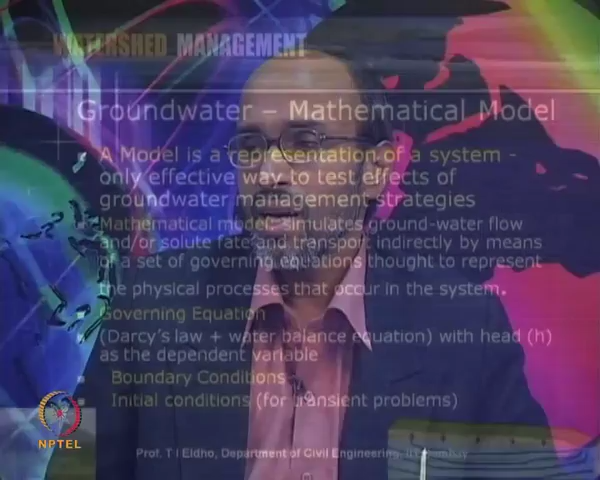 WATERSHED MANAGEMENT
Groundwater – Mathematical Model
A Model is a representation of a system -
only effective way to test effects of
groundwater management strategies
Mathematical model: simulates ground-water flow
and/or solute fate and transport indirectly by means
of a set of governing equations thought to represent
the physical processes that occur in the system.
Governing Equation
(Darcy's law + water balance equation) with head (h)
as the dependent variable
Boundary Conditions
Initial conditions (for transient problems)
NPTEL
Prof. T I Eldho, Department of Civil Engineering, IIT Bombay